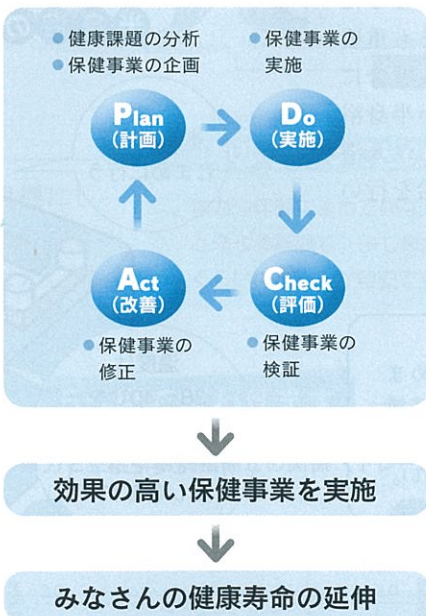 ●健康課題の分析
●保健事業の企画
●保健事業の
実施
Plan
(計画)
Do
(実施)
Act
(改善)
Check
(評価)
●保健事業の
修正
●保健事業の
検証
効果の高い保健事業を実施
みなさんの健康寿命の延伸